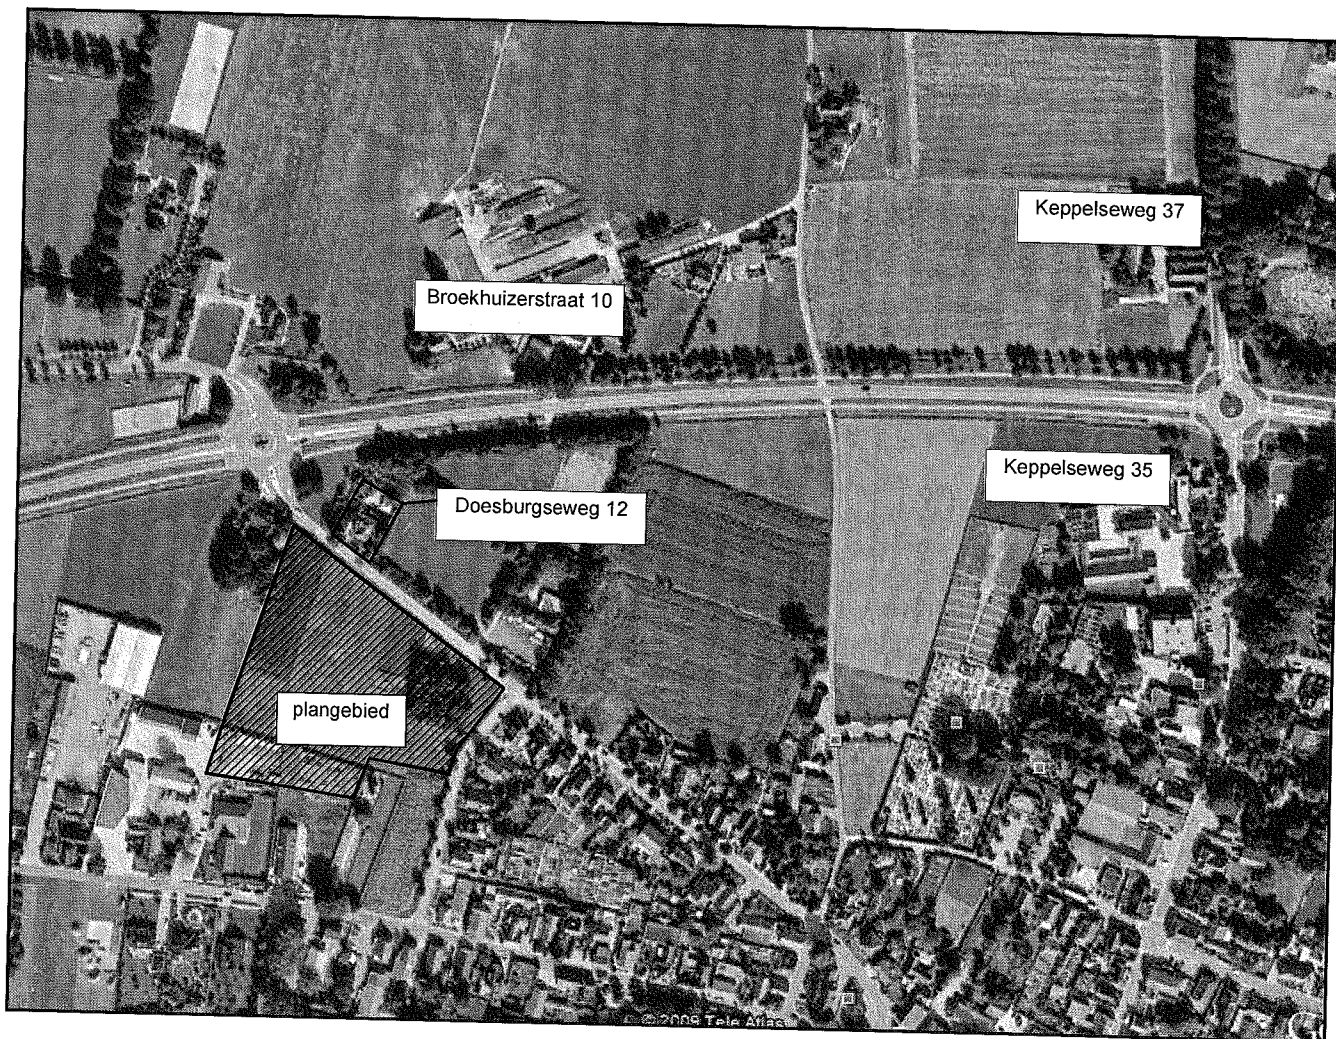 Keppelseweg 37
Broekhuizerstraat 10
Keppelseweg 35
Doesburgseweg 12
plangebied
© 2009 Tele Atlas